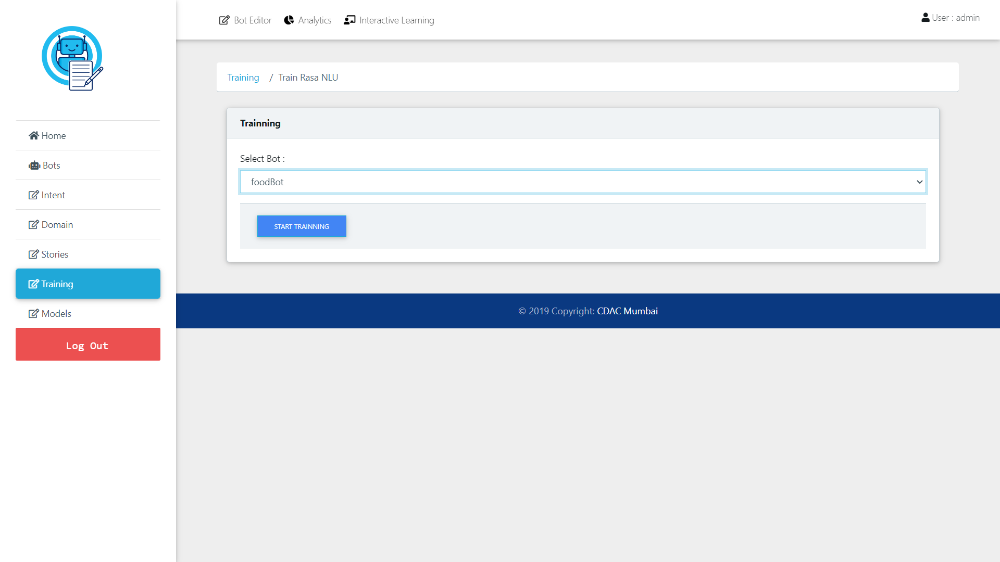 Bot Editor
Analytics
Interactive Learning
User : admin
Training / Train Rasa NLU
Trainning
Select Bot :
foodBot
START TRAINNING
Home
Bots
Intent
Domain
Stories
Training
Models
Log Out
© 2019 Copyright: CDAC Mumbai